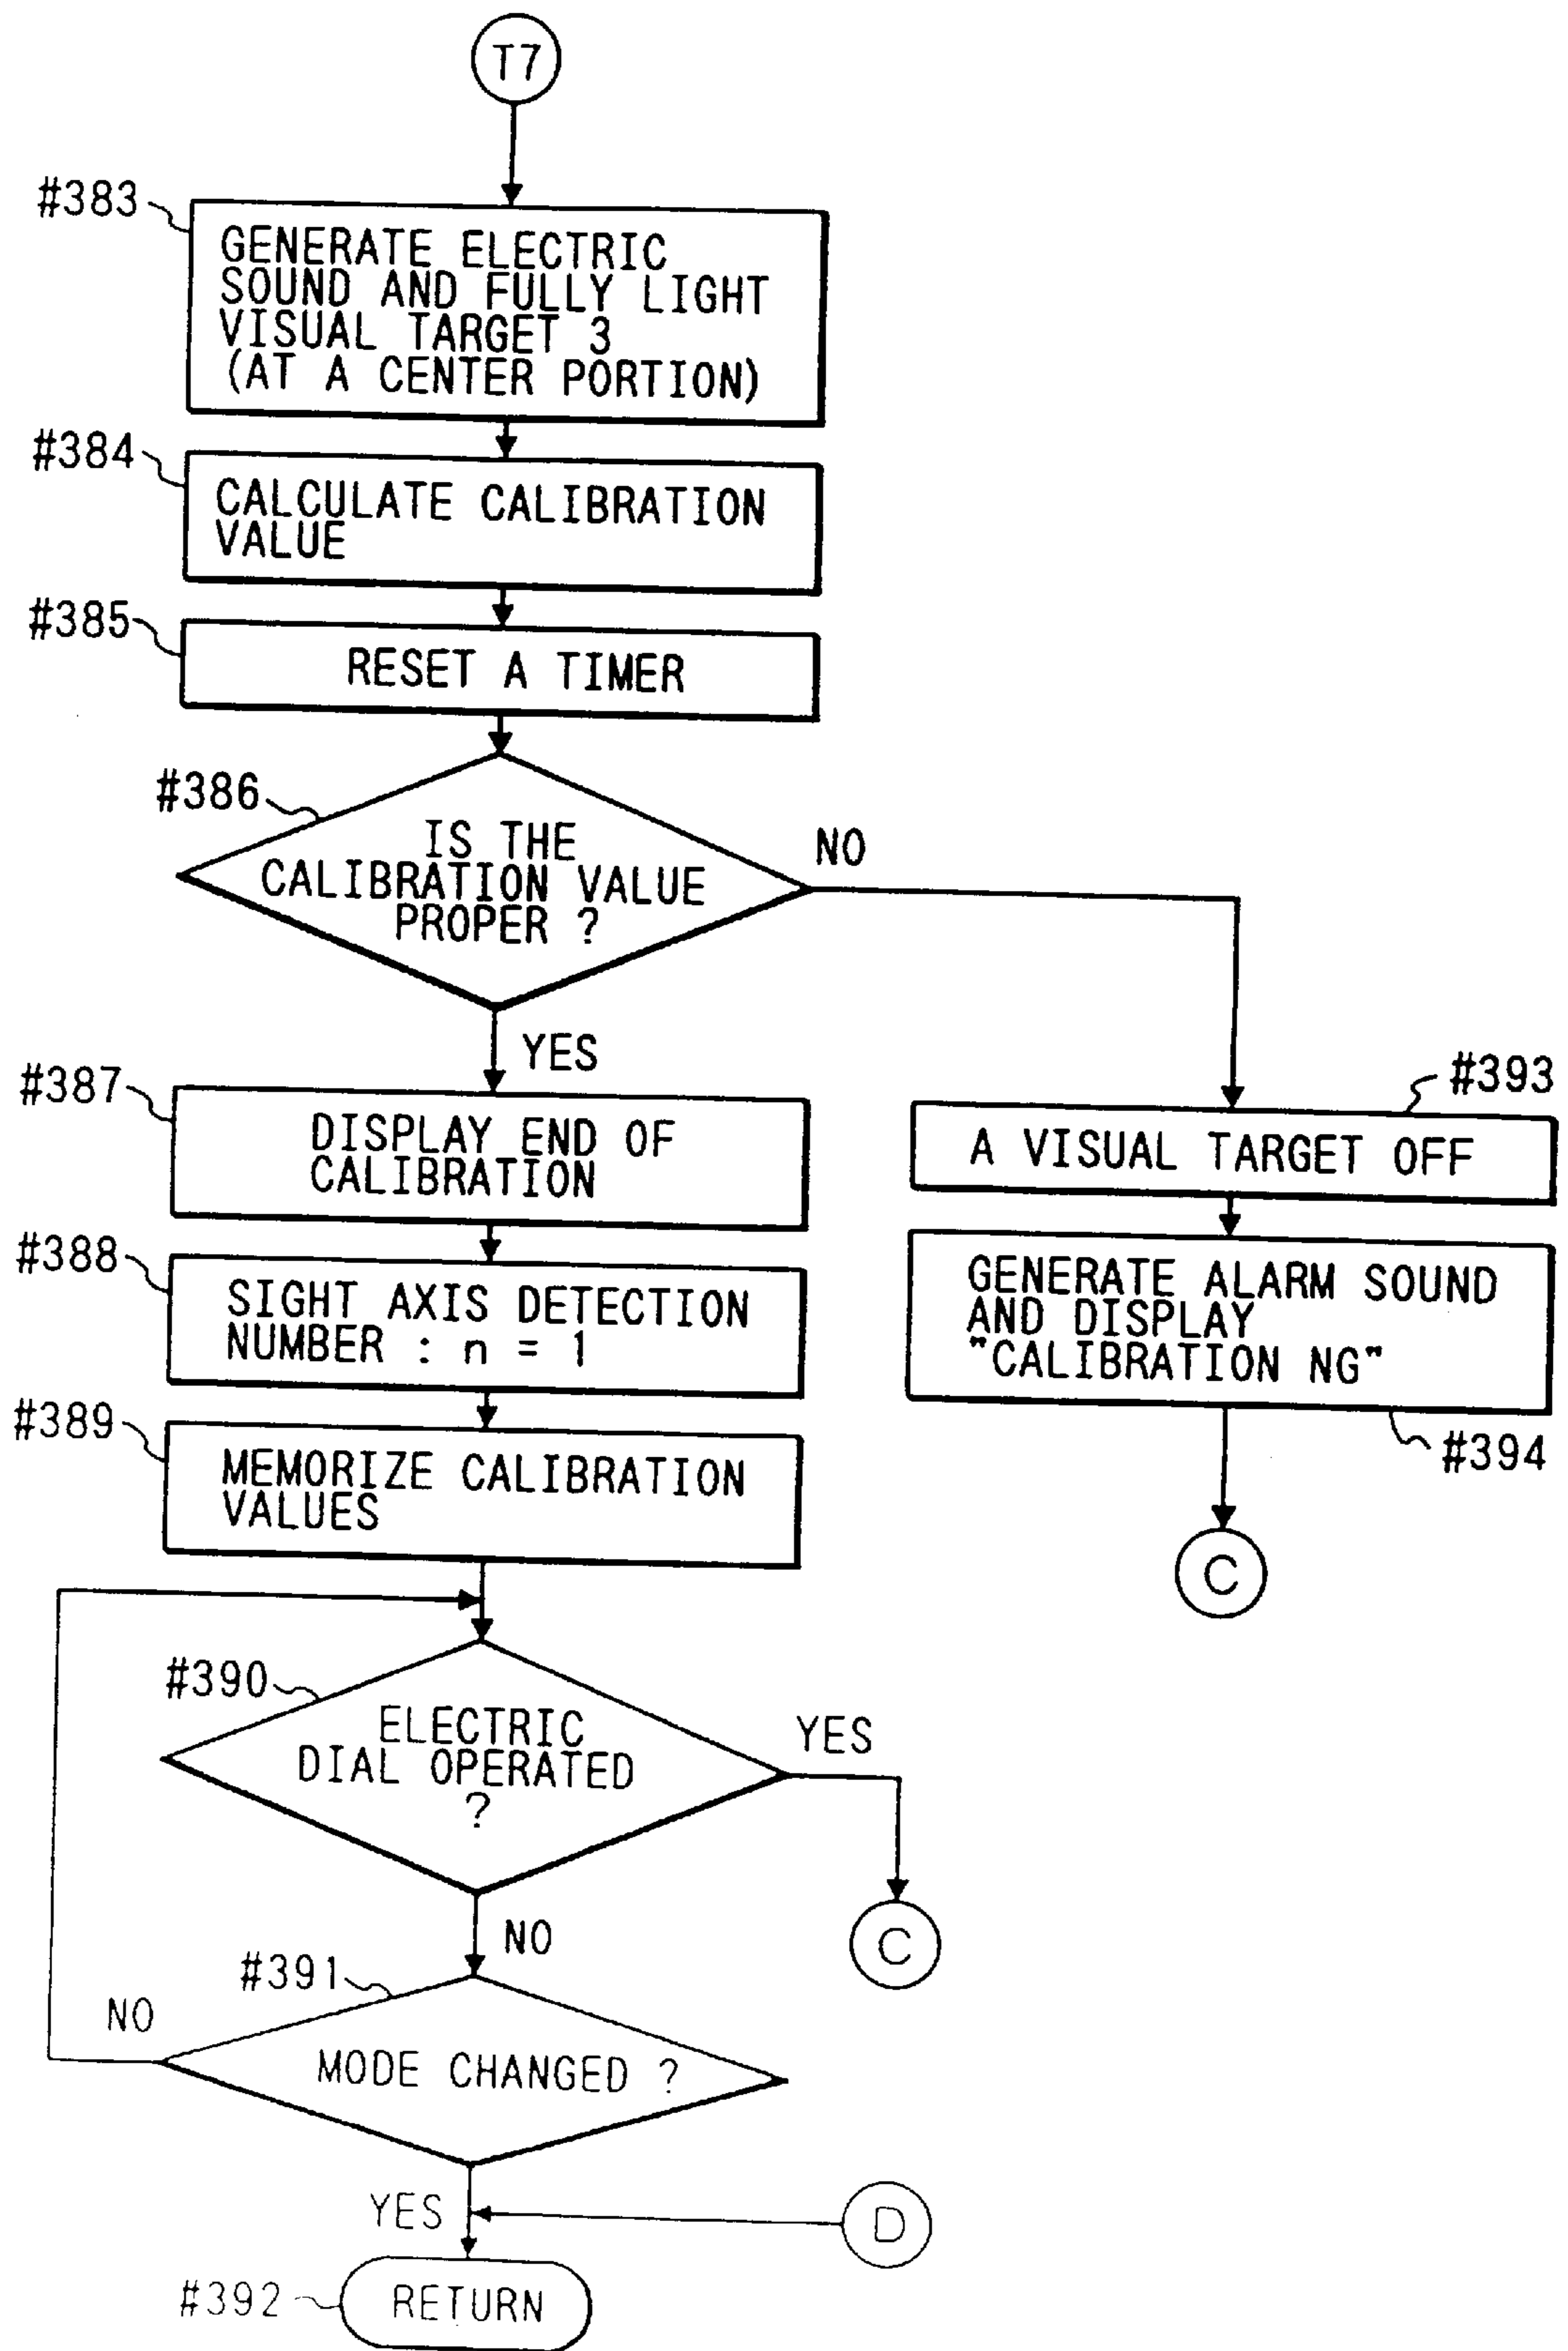 T7
#383
GENERATE ELECTRIC
SOUND AND FULLY LIGHT
VISUAL TARGET 3
(AT A CENTER PORTION)
#384
CALCULATE CALIBRATION
VALUE
#385
RESET A TIMER
#386
IS THE
CALIBRATION VALUE
PROPER ?
NO
YES
#387
DISPLAY END OF
CALIBRATION
#393
A VISUAL TARGET OFF
#388
SIGHT AXIS DETECTION
NUMBER : n = 1
GENERATE ALARM SOUND
AND DISPLAY
"CALIBRATION NG"
#394
#389
MEMORIZE CALIBRATION
VALUES
C
#390
ELECTRIC
DIAL OPERATED
?
YES
C
NO
#391
NO
MODE CHANGED ?
YES
D
#392
RETURN